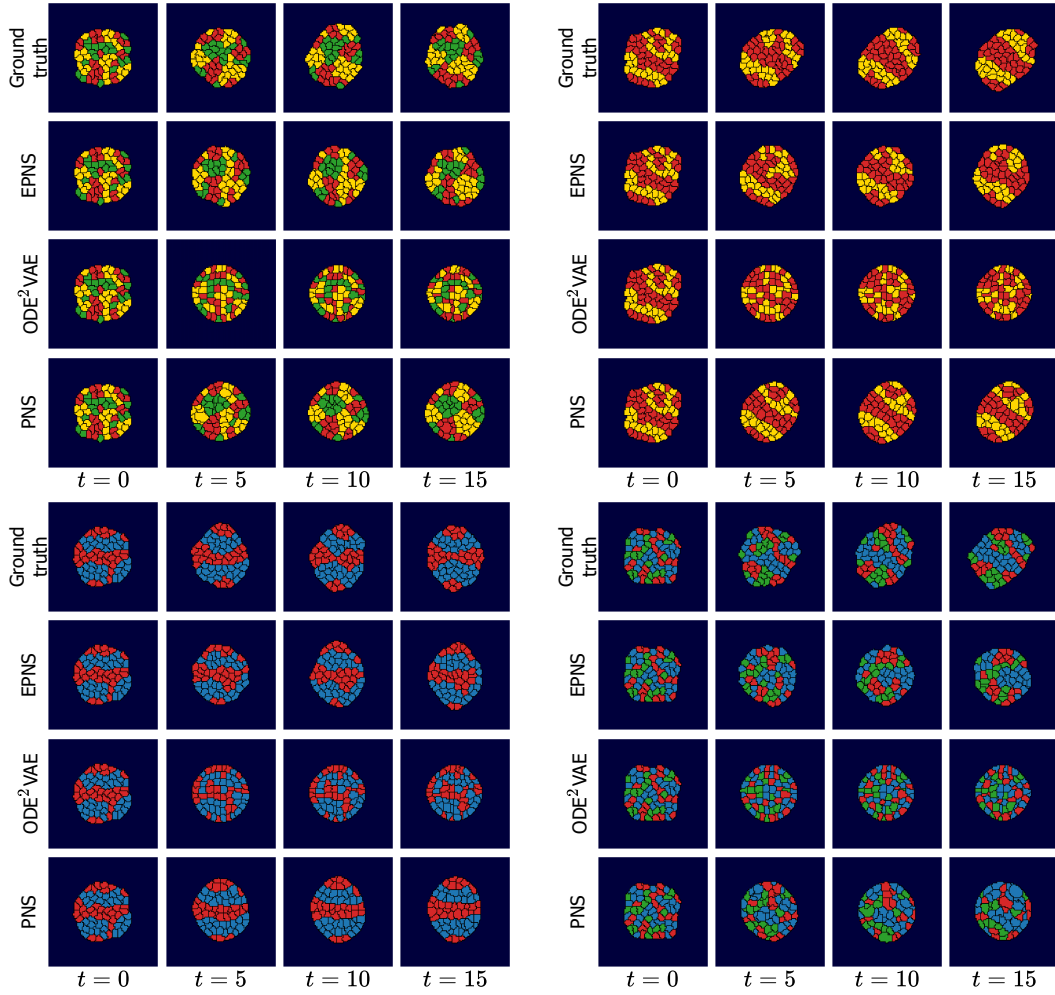 Ground
truth
EPNS
ODE²VAE
PNS
t = 0
t = 5
t = 10
t = 15
Ground
truth
EPNS
ODE²VAE
PNS
t = 0
t = 5
t = 10
t = 15
Ground
truth
EPNS
ODE²VAE
PNS
t = 0
t = 5
t = 10
t = 15
Ground
truth
EPNS
ODE²VAE
PNS
t = 0
t = 5
t = 10
t = 15